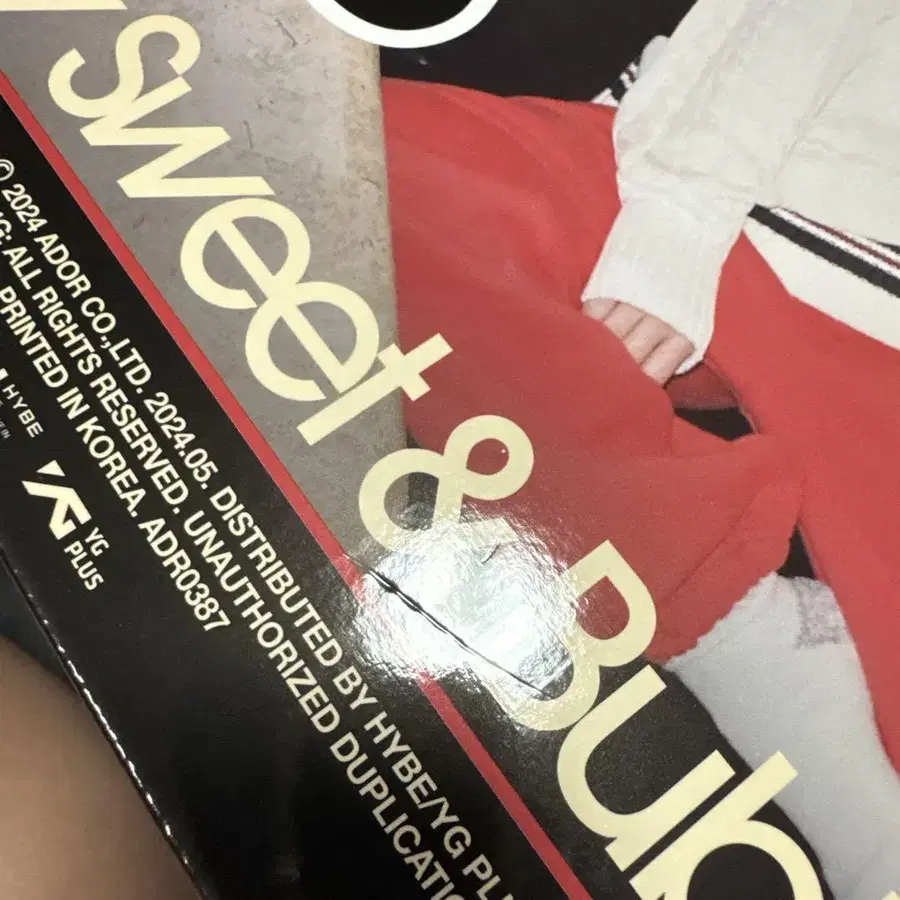 Sweet & Bub
© 2024 ADOR CO.,LTD. 2024.05. DISTRIBUTED BY HYBE/YG PL
ALL RIGHTS RESERVED. UNAUTHORIZED DUPLICATI
PRINTED IN KOREA. ADR0387
HYBE
YG
PLUS